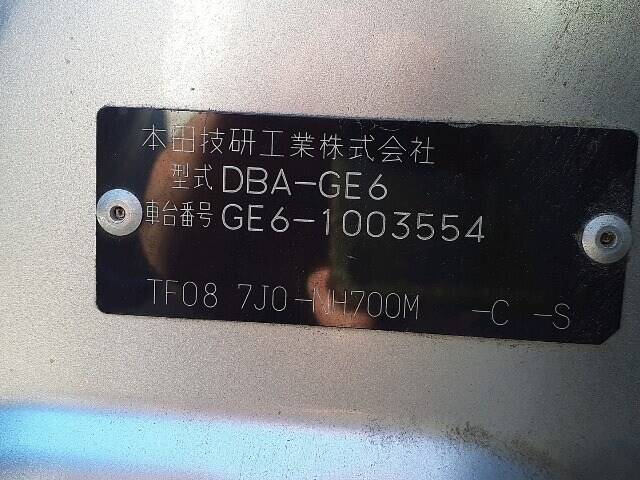 本田技研工業株式会社
型式 DBA-GE6
車台番号 GE6-1003554
TF08 7J0-NH700M -C -S